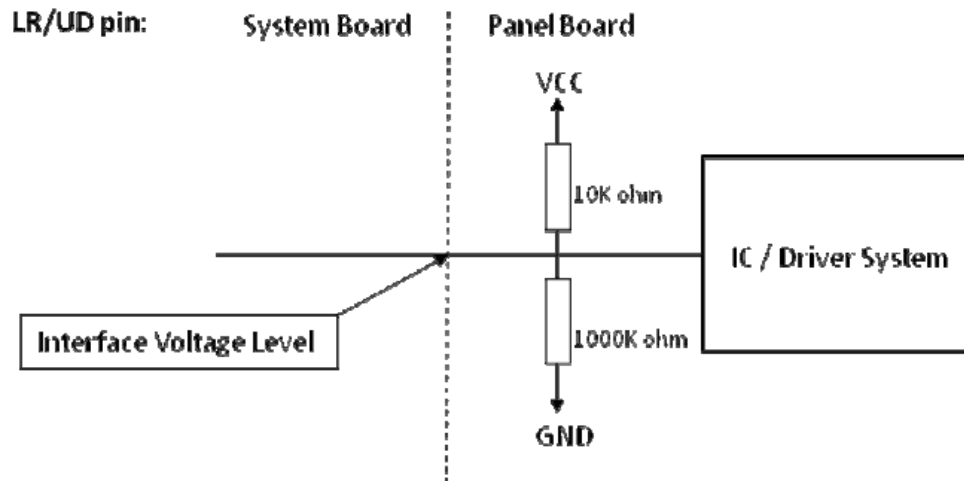 LR/UD pin:
System Board
Panel Board
VCC
10K ohm
IC / Driver System
Interface Voltage Level
1000K ohm
GND